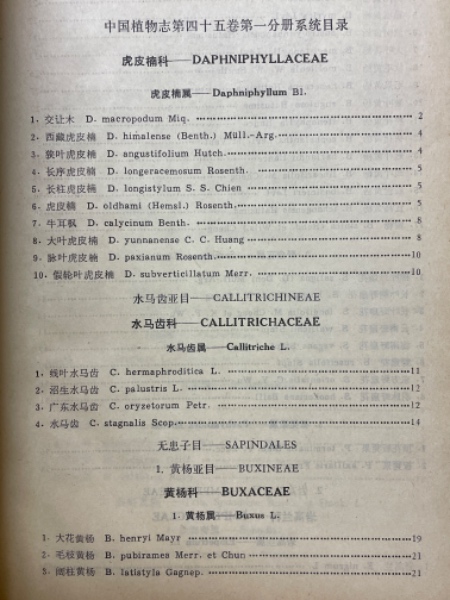 中国植物志第四十五卷第一分册系统目录
虎皮楠科——DAPHNIPHYLLACEAE
虎皮楠属——Daphniphyllum Bl.
1. 交让木 D. macropodum Miq. 2
2. 西藏虎皮楠 D. himalense (Benth.) Müll.-Arg. 4
3. 狭叶虎皮楠 D. angustifolium Hutch. 4
4. 长序虎皮楠 D. longeracemosum Rosenth. 5
5. 长柱虎皮楠 D. longistylum S. S. Chien 5
6. 虎皮楠 D. oldhami (Hemsl.) Rosenth. 5
7. 牛耳枫 D. calycinum Benth. 8
8. 大叶虎皮楠 D. yunnanense C. C. Huang 8
9. 脉叶虎皮楠 D. paxianum Rosenth. 10
10. 假轮叶虎皮楠 D. subverticillatum Merr. 10
水马齿亚目——CALLITRICHINEAE
水马齿科——CALLITRICHACEAE
水马齿属——Callitriche L.
1. 线叶水马齿 C. hermaphroditica L. 11
2. 沼生水马齿 C. palustris L. 12
3. 广东水马齿 C. oryzetorum Petr. 12
4. 水马齿 C. stagnalis Scop. 14
无患子目——SAPINDALES
1. 黄杨亚目——BUXINEAE
黄杨科——BUXACEAE
1. 黄杨属——Buxus L.
1. 大花黄杨 B. henryi Mayr 19
2. 毛枝黄杨 B. pubirames Merr. et Chun 21
3. 阔柱黄杨 B. latistyla Gagnep. 21